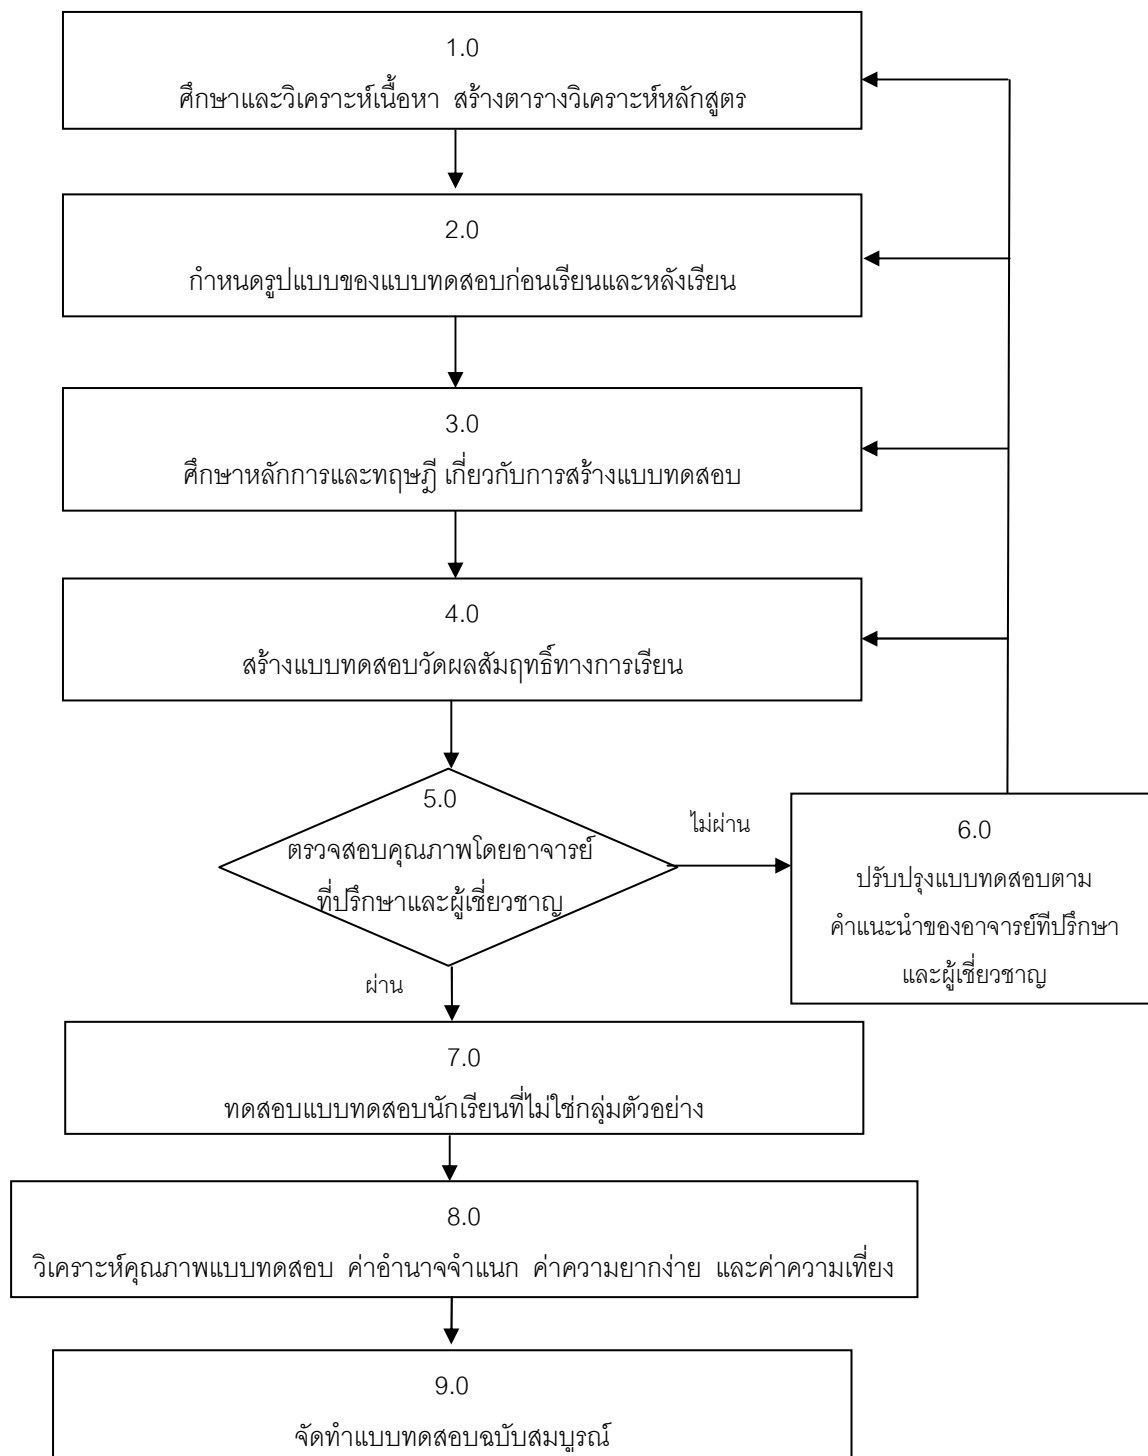 1.0
ศึกษาและวิเคราะห์เนื้อหา สร้างตารางวิเคราะห์หลักสูตร
2.0
กำหนดรูปแบบของแบบทดสอบก่อนเรียนและหลังเรียน
3.0
ศึกษาหลักการและทฤษฎี เกี่ยวกับการสร้างแบบทดสอบ
4.0
สร้างแบบทดสอบวัดผลสัมฤทธิ์ทางการเรียน
5.0
ตรวจสอบคุณภาพโดยอาจารย์
ที่ปรึกษาและผู้เชี่ยวชาญ
ไม่ผ่าน
6.0
ปรับปรุงแบบทดสอบตาม
คำแนะนำของอาจารย์ที่ปรึกษา
และผู้เชี่ยวชาญ
ผ่าน
7.0
ทดสอบแบบทดสอบนักเรียนที่ไม่ใช่กลุ่มตัวอย่าง
8.0
วิเคราะห์คุณภาพแบบทดสอบ ค่าอำนาจจำแนก ค่าความยากง่าย และค่าความเที่ยง
9.0
จัดทำแบบทดสอบฉบับสมบูรณ์